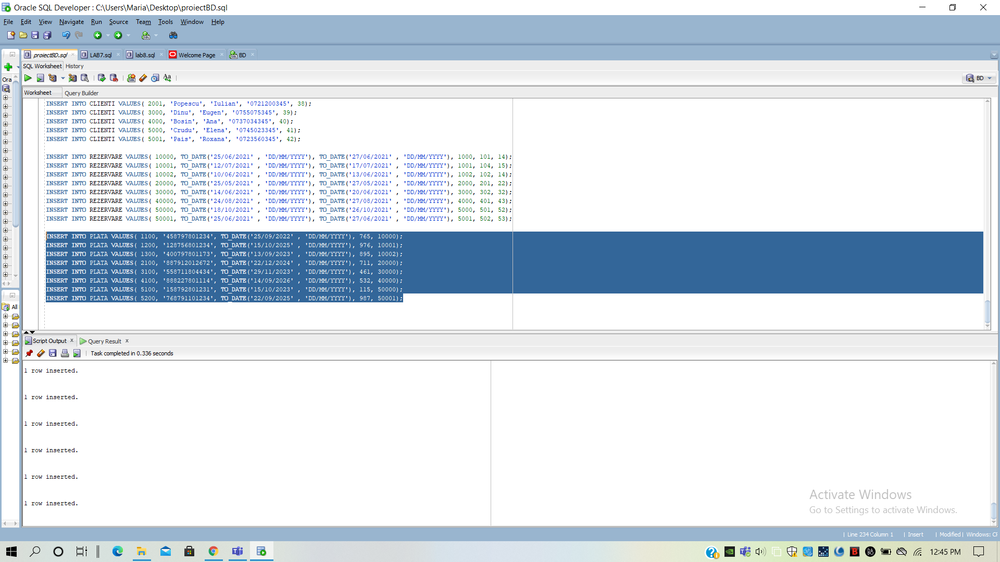 Oracle SQL Developer : C:\Users\Maria\Desktop\proiectBD.sql
File Edit View Navigate Run Source Team Tools Window Help
proiectBD.sql LAB7.sql lab8.sql Welcome Page BD
SQL Worksheet History
Ora
BD
Worksheet Query Builder
INSERT INTO CLIENTI VALUES( 2001, 'Popescu', 'Iulian', '0721200345', 38);
INSERT INTO CLIENTI VALUES( 3000, 'Dinu', 'Eugen', '0755075345', 39);
INSERT INTO CLIENTI VALUES( 4000, 'Bosin', 'Ana', '0737034345', 40);
INSERT INTO CLIENTI VALUES( 5000, 'Crudu', 'Elena', '0745023345', 41);
INSERT INTO CLIENTI VALUES( 5001, 'Pais', 'Roxana', '0723560345', 42);
INSERT INTO REZERVARE VALUES( 10000, TO_DATE('25/06/2021' , 'DD/MM/YYYY'), TO_DATE('27/06/2021' , 'DD/MM/YYYY'), 1000, 101, 14);
INSERT INTO REZERVARE VALUES( 10001, TO_DATE('12/07/2021' , 'DD/MM/YYYY'), TO_DATE('17/07/2021' , 'DD/MM/YYYY'), 1001, 104, 15);
INSERT INTO REZERVARE VALUES( 10002, TO_DATE('10/06/2021' , 'DD/MM/YYYY'), TO_DATE('13/06/2021' , 'DD/MM/YYYY'), 1002, 102, 14);
INSERT INTO REZERVARE VALUES( 20000, TO_DATE('25/05/2021' , 'DD/MM/YYYY'), TO_DATE('27/05/2021' , 'DD/MM/YYYY'), 2000, 201, 22);
INSERT INTO REZERVARE VALUES( 30000, TO_DATE('14/06/2021' , 'DD/MM/YYYY'), TO_DATE('20/06/2021' , 'DD/MM/YYYY'), 3000, 302, 32);
INSERT INTO REZERVARE VALUES( 40000, TO_DATE('24/08/2021' , 'DD/MM/YYYY'), TO_DATE('27/08/2021' , 'DD/MM/YYYY'), 4000, 401, 43);
INSERT INTO REZERVARE VALUES( 50000, TO_DATE('18/10/2021' , 'DD/MM/YYYY'), TO_DATE('26/10/2021' , 'DD/MM/YYYY'), 5000, 501, 52);
INSERT INTO REZERVARE VALUES( 50001, TO_DATE('25/06/2021' , 'DD/MM/YYYY'), TO_DATE('27/06/2021' , 'DD/MM/YYYY'), 5001, 502, 53);
INSERT INTO PLATA VALUES( 1100, '458797801234', TO_DATE('25/09/2022' , 'DD/MM/YYYY'), 765, 10000);
INSERT INTO PLATA VALUES( 1200, '128756801234', TO_DATE('15/10/2025' , 'DD/MM/YYYY'), 976, 10001);
INSERT INTO PLATA VALUES( 1300, '400797801173', TO_DATE('13/09/2023' , 'DD/MM/YYYY'), 895, 10002);
INSERT INTO PLATA VALUES( 2100, '887912012672', TO_DATE('22/12/2024' , 'DD/MM/YYYY'), 711, 20000);
INSERT INTO PLATA VALUES( 3100, '558711804434', TO_DATE('29/11/2023' , 'DD/MM/YYYY'), 461, 30000);
INSERT INTO PLATA VALUES( 4100, '888227801114', TO_DATE('14/09/2026' , 'DD/MM/YYYY'), 532, 40000);
INSERT INTO PLATA VALUES( 5100, '158792801231', TO_DATE('15/10/2023' , 'DD/MM/YYYY'), 115, 50000);
INSERT INTO PLATA VALUES( 5200, '768791101234', TO_DATE('22/09/2025' , 'DD/MM/YYYY'), 987, 50001);
All
Script Output Query Result
Task completed in 0.336 seconds
1 row inserted.
1 row inserted.
1 row inserted.
1 row inserted.
1 row inserted.
1 row inserted.
Activate Windows
Go to Settings to activate Windows.
Line 234 Column 1 Insert Modified Windows: CF
12:45 PM